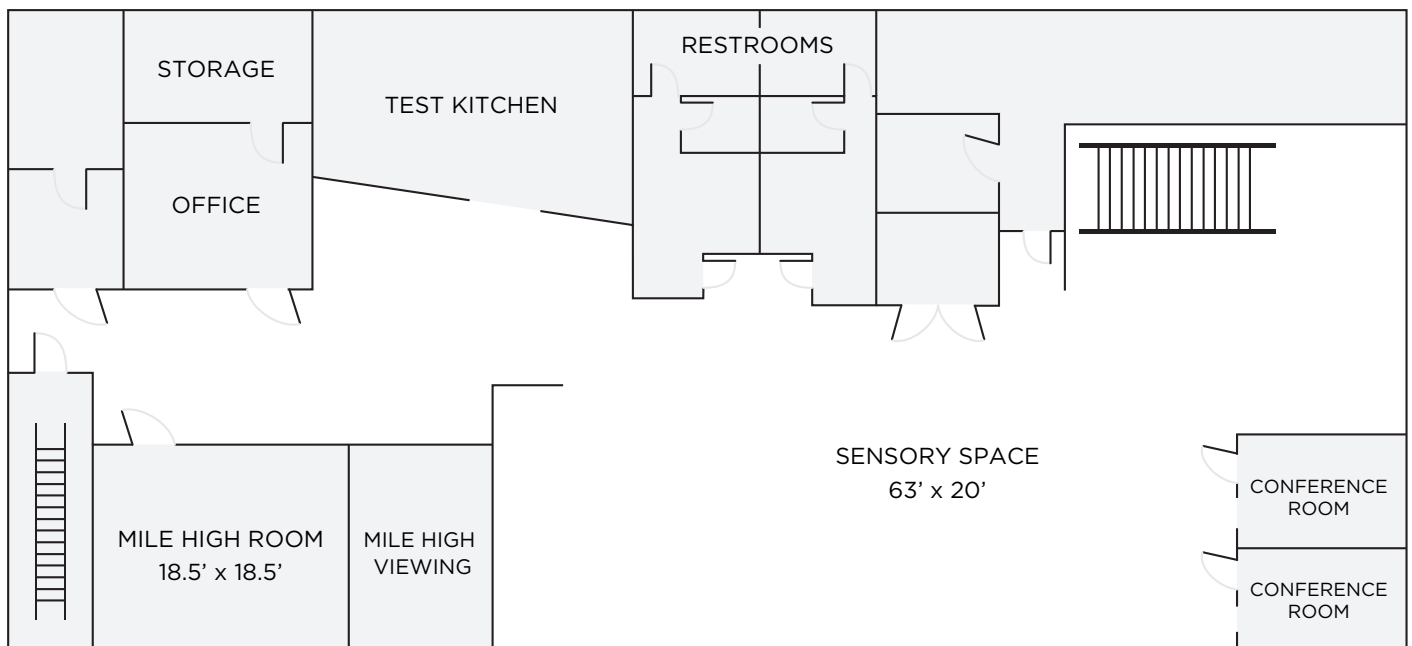 RESTROOMS
STORAGE
TEST KITCHEN
OFFICE
SENSORY SPACE
63’ x 20’
CONFERENCE
ROOM
MILE HIGH ROOM
18.5’ x 18.5’
MILE HIGH
VIEWING
CONFERENCE
ROOM